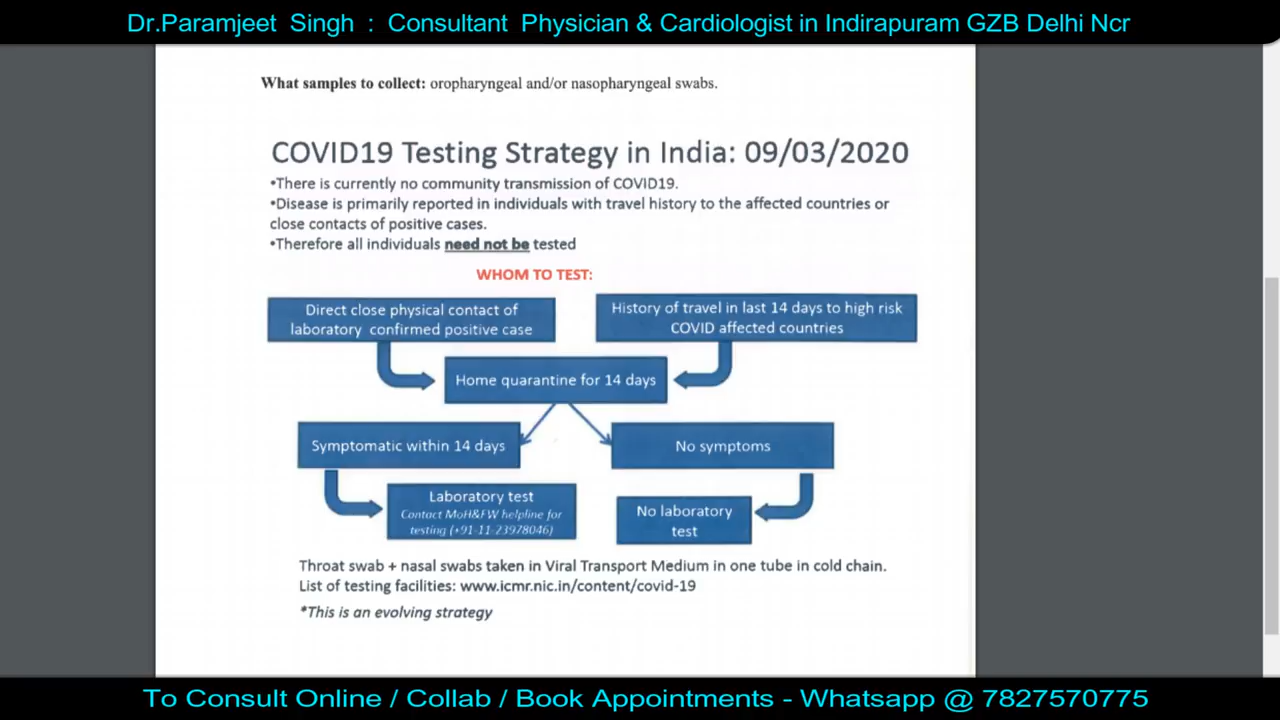 Dr.Paramjeet Singh : Consultant Physician & Cardiologist in Indirapuram GZB Delhi Ncr
What samples to collect: oropharyngeal and/or nasopharyngeal swabs.
COVID19 Testing Strategy in India: 09/03/2020
•There is currently no community transmission of COVID19.
•Disease is primarily reported in individuals with travel history to the affected countries or
close contacts of positive cases.
•Therefore all individuals need not be tested
WHOM TO TEST:
Direct close physical contact of
laboratory confirmed positive case
History of travel in last 14 days to high risk
COVID affected countries
Home quarantine for 14 days
Symptomatic within 14 days
No symptoms
Laboratory test
Contact MoH&FW helpline for
testing (+91-11-23978046)
No laboratory
test
Throat swab + nasal swabs taken in Viral Transport Medium in one tube in cold chain.
List of testing facilities: www.icmr.nic.in/content/covid-19
*This is an evolving strategy
To Consult Online / Collab / Book Appointments - Whatsapp @ 7827570775